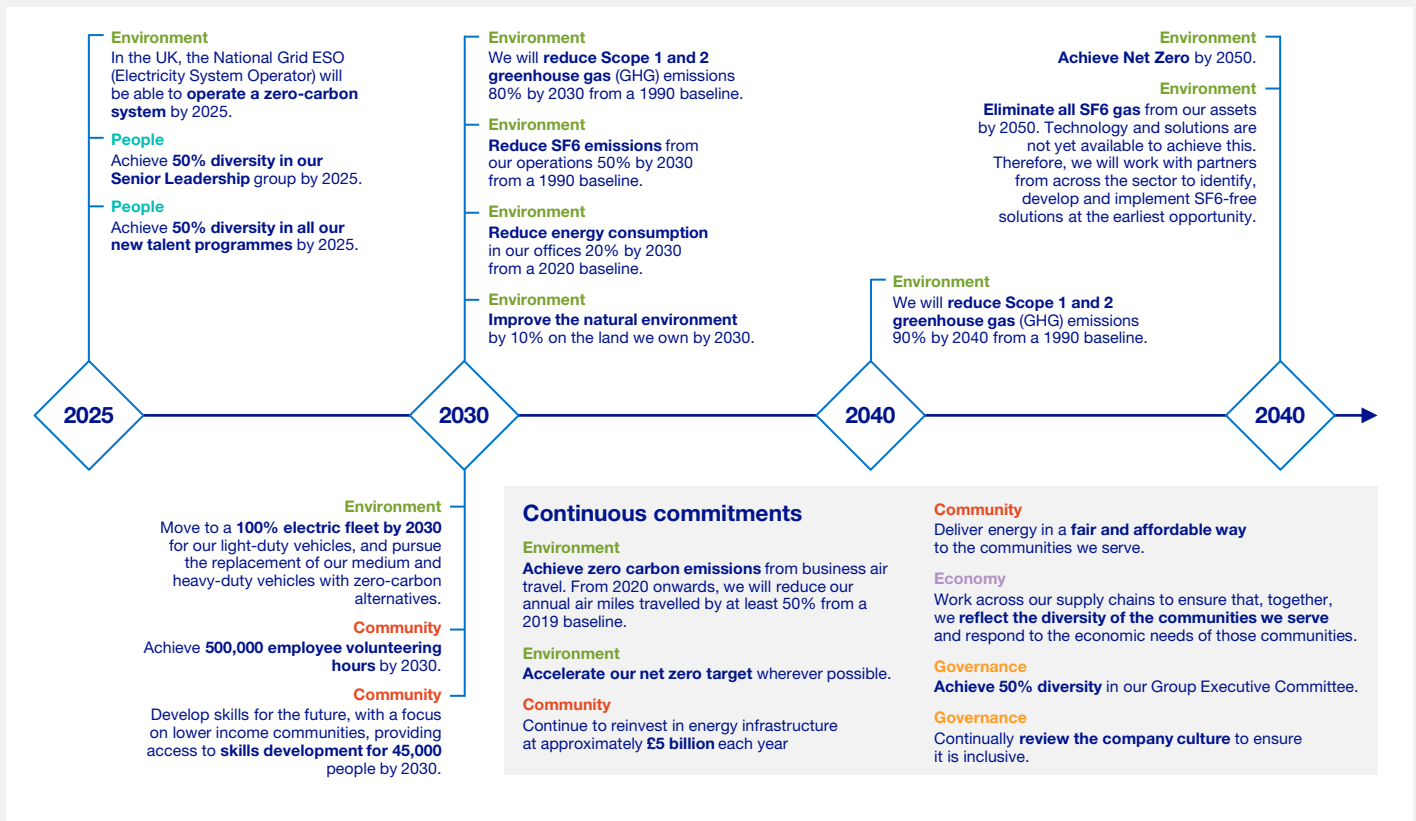 Environment
In the UK, the National Grid ESO
(Electricity System Operator) will
be able to operate a zero-carbon
system by 2025.
People
Achieve 50% diversity in our
Senior Leadership group by 2025.
People
Achieve 50% diversity in all our
new talent programmes by 2025.
Environment
We will reduce Scope 1 and 2
greenhouse gas (GHG) emissions
80% by 2030 from a 1990 baseline.
Environment
Reduce SF6 emissions from
our operations 50% by 2030
from a 1990 baseline.
Environment
Reduce energy consumption
in our offices 20% by 2030
from a 2020 baseline.
Environment
Improve the natural environment
by 10% on the land we own by 2030.
Environment
We will reduce Scope 1 and 2
greenhouse gas (GHG) emissions
90% by 2040 from a 1990 baseline.
Environment
Achieve Net Zero by 2050.
Environment
Eliminate all SF6 gas from our assets
by 2050. Technology and solutions are
not yet available to achieve this.
Therefore, we will work with partners
from across the sector to identify,
develop and implement SF6-free
solutions at the earliest opportunity.
2025
2030
2040
2040
Environment
Move to a 100% electric fleet by 2030
for our light-duty vehicles, and pursue
the replacement of our medium and
heavy-duty vehicles with zero-carbon
alternatives.
Community
Achieve 500,000 employee volunteering
hours by 2030.
Community
Develop skills for the future, with a focus
on lower income communities, providing
access to skills development for 45,000
people by 2030.
Continuous commitments
Environment
Achieve zero carbon emissions from business air
travel. From 2020 onwards, we will reduce our
annual air miles travelled by at least 50% from a
2019 baseline.
Environment
Accelerate our net zero target wherever possible.
Community
Continue to reinvest in energy infrastructure
at approximately £5 billion each year
Community
Deliver energy in a fair and affordable way
to the communities we serve.
Economy
Work across our supply chains to ensure that, together,
we reflect the diversity of the communities we serve
and respond to the economic needs of those communities.
Governance
Achieve 50% diversity in our Group Executive Committee.
Governance
Continually review the company culture to ensure
it is inclusive.